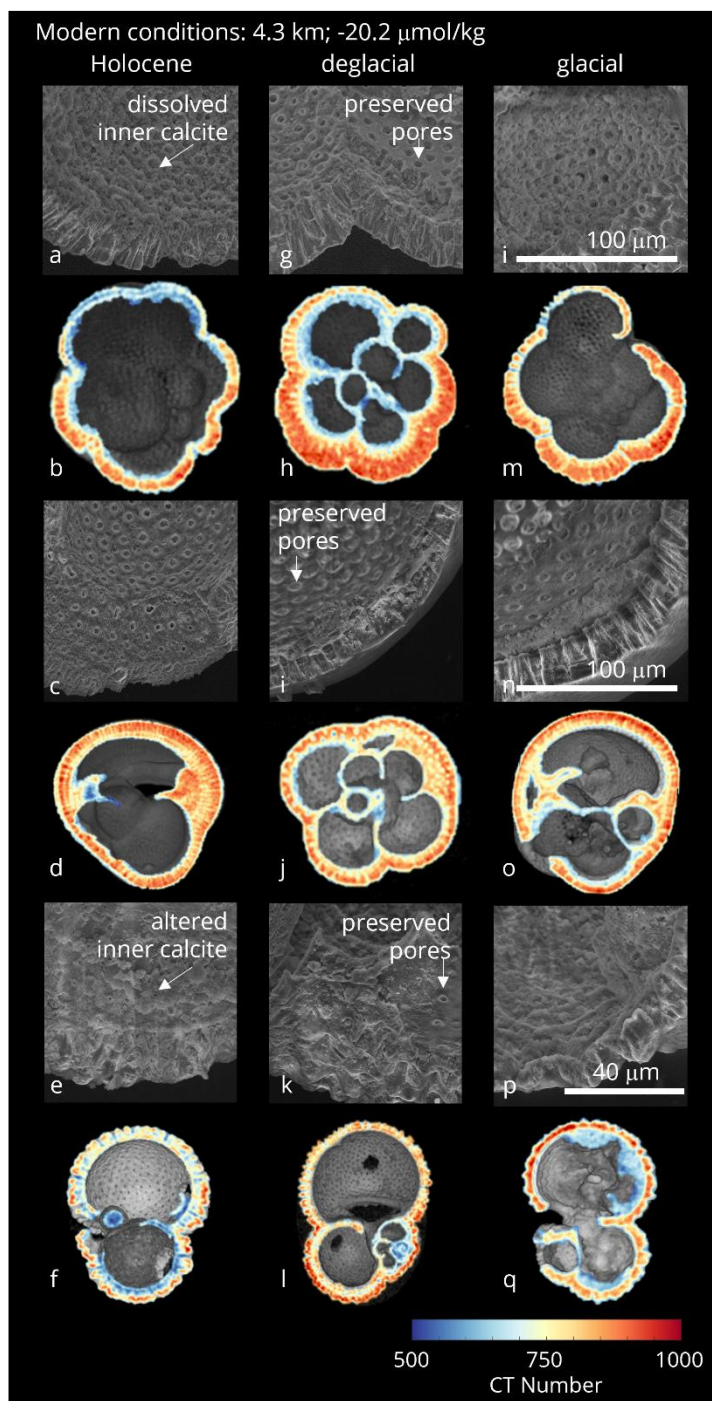 Modern conditions: 4.3 km; -20.2 μmol/kg
Holocene deglacial glacial
dissolved
inner calcite
preserved
pores
100 μm
a g i
b h m
preserved
pores
100 μm
c i n
d j o
altered
inner calcite
preserved
pores
40 μm
e k p
f l q
500 750 1000
CT Number